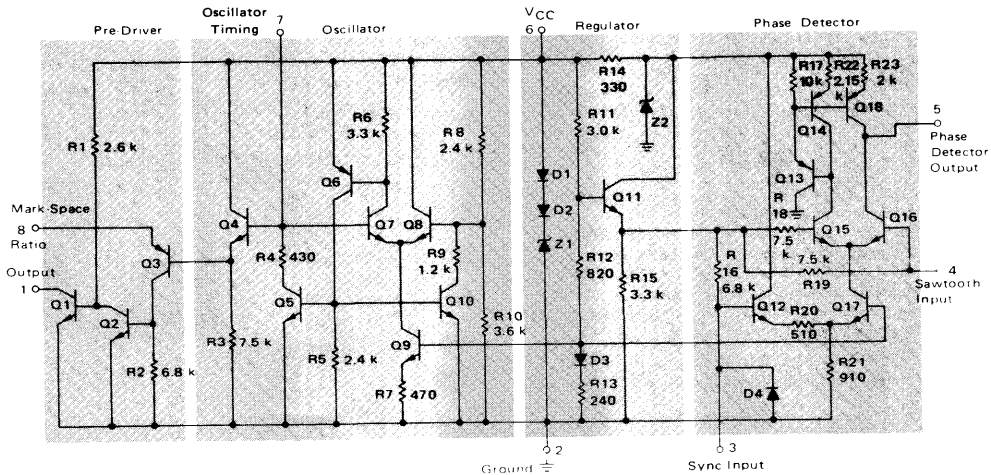 Pre-Driver
Oscillator
Timing
7
Oscillator
VCC
6
Regulator
Phase Detector
R1
2.6 k
R6
3.3 k
R8
2.4 k
R14
330
R11
3.0 k
Z2
R17
10k
R22
2.15
k
R23
2 k
Q18
Q14
5
Phase
Detector
Output
Q6
D1
D2
Z1
Q11
Q13
R
18
7.5
k
Q15
Q16
Mark-Space
8
Ratio
Output
1
Q3
Q4
Q7
Q8
R4
430
R9
1.2 k
R12
820
R15
3.3 k
R
16
6.8 k
7.5 k
R19
4
Sawtooth
Input
Q1
Q2
Q5
Q10
Q12
R20
510
Q17
R2
6.8 k
R3
7.5 k
R5
2.4 k
Q9
R7
470
R10
3.6 k
D3
R13
240
D4
R21
910
Ground
2
3
Sync Input